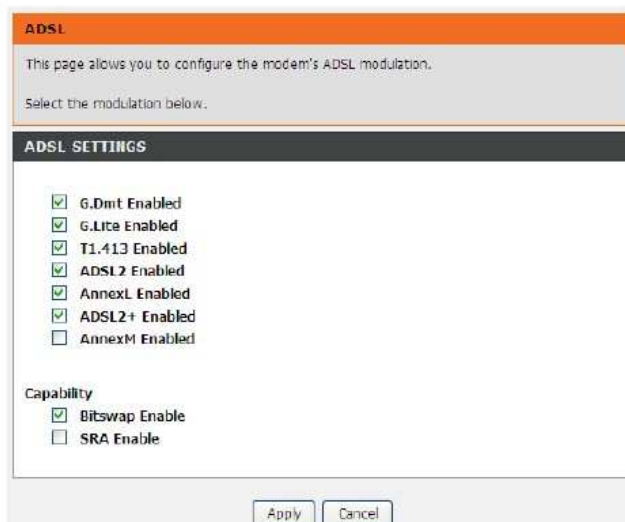 ADSL
This page allows you to configure the modem's ADSL modulation.
Select the modulation below.
ADSL SETTINGS
G.Dmt Enabled
G.Lite Enabled
T1.413 Enabled
ADSL2 Enabled
AnnexL Enabled
ADSL2+ Enabled
AnnexM Enabled
Capability
Bitswap Enable
SRA Enable
Apply Cancel